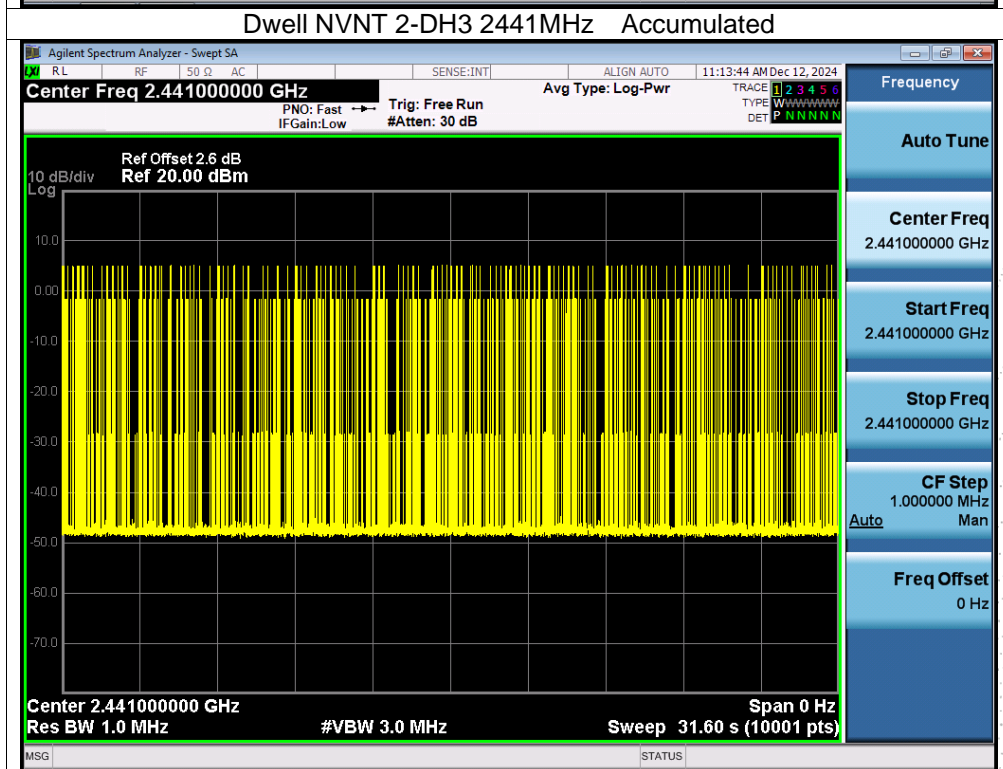 Dwell NVNT 2-DH3 2441MHz Accumulated
Agilent Spectrum Analyzer - Swept SA
LXI RL RF 50 Ω AC SENSE:INT ALIGN AUTO 11:13:44 AM Dec 12, 2024
Center Freq 2.441000000 GHz
PNO: Fast
IFGain:Low
Trig: Free Run
#Atten: 30 dB
Avg Type: Log-Pwr
TRACE 1 2 3 4 5 6
TYPE W W W W W W
DET P N N N N N
Ref Offset 2.6 dB
10 dB/div Ref 20.00 dBm
Log
10.0
0.00
-10.0
-20.0
-30.0
-40.0
-50.0
-60.0
-70.0
Center 2.441000000 GHz Span 0 Hz
Res BW 1.0 MHz #VBW 3.0 MHz Sweep 31.60 s (10001 pts)
MSG STATUS
Frequency
Auto Tune
Center Freq
2.441000000 GHz
Start Freq
2.441000000 GHz
Stop Freq
2.441000000 GHz
CF Step
1.000000 MHz
Auto Man
Freq Offset
0 Hz